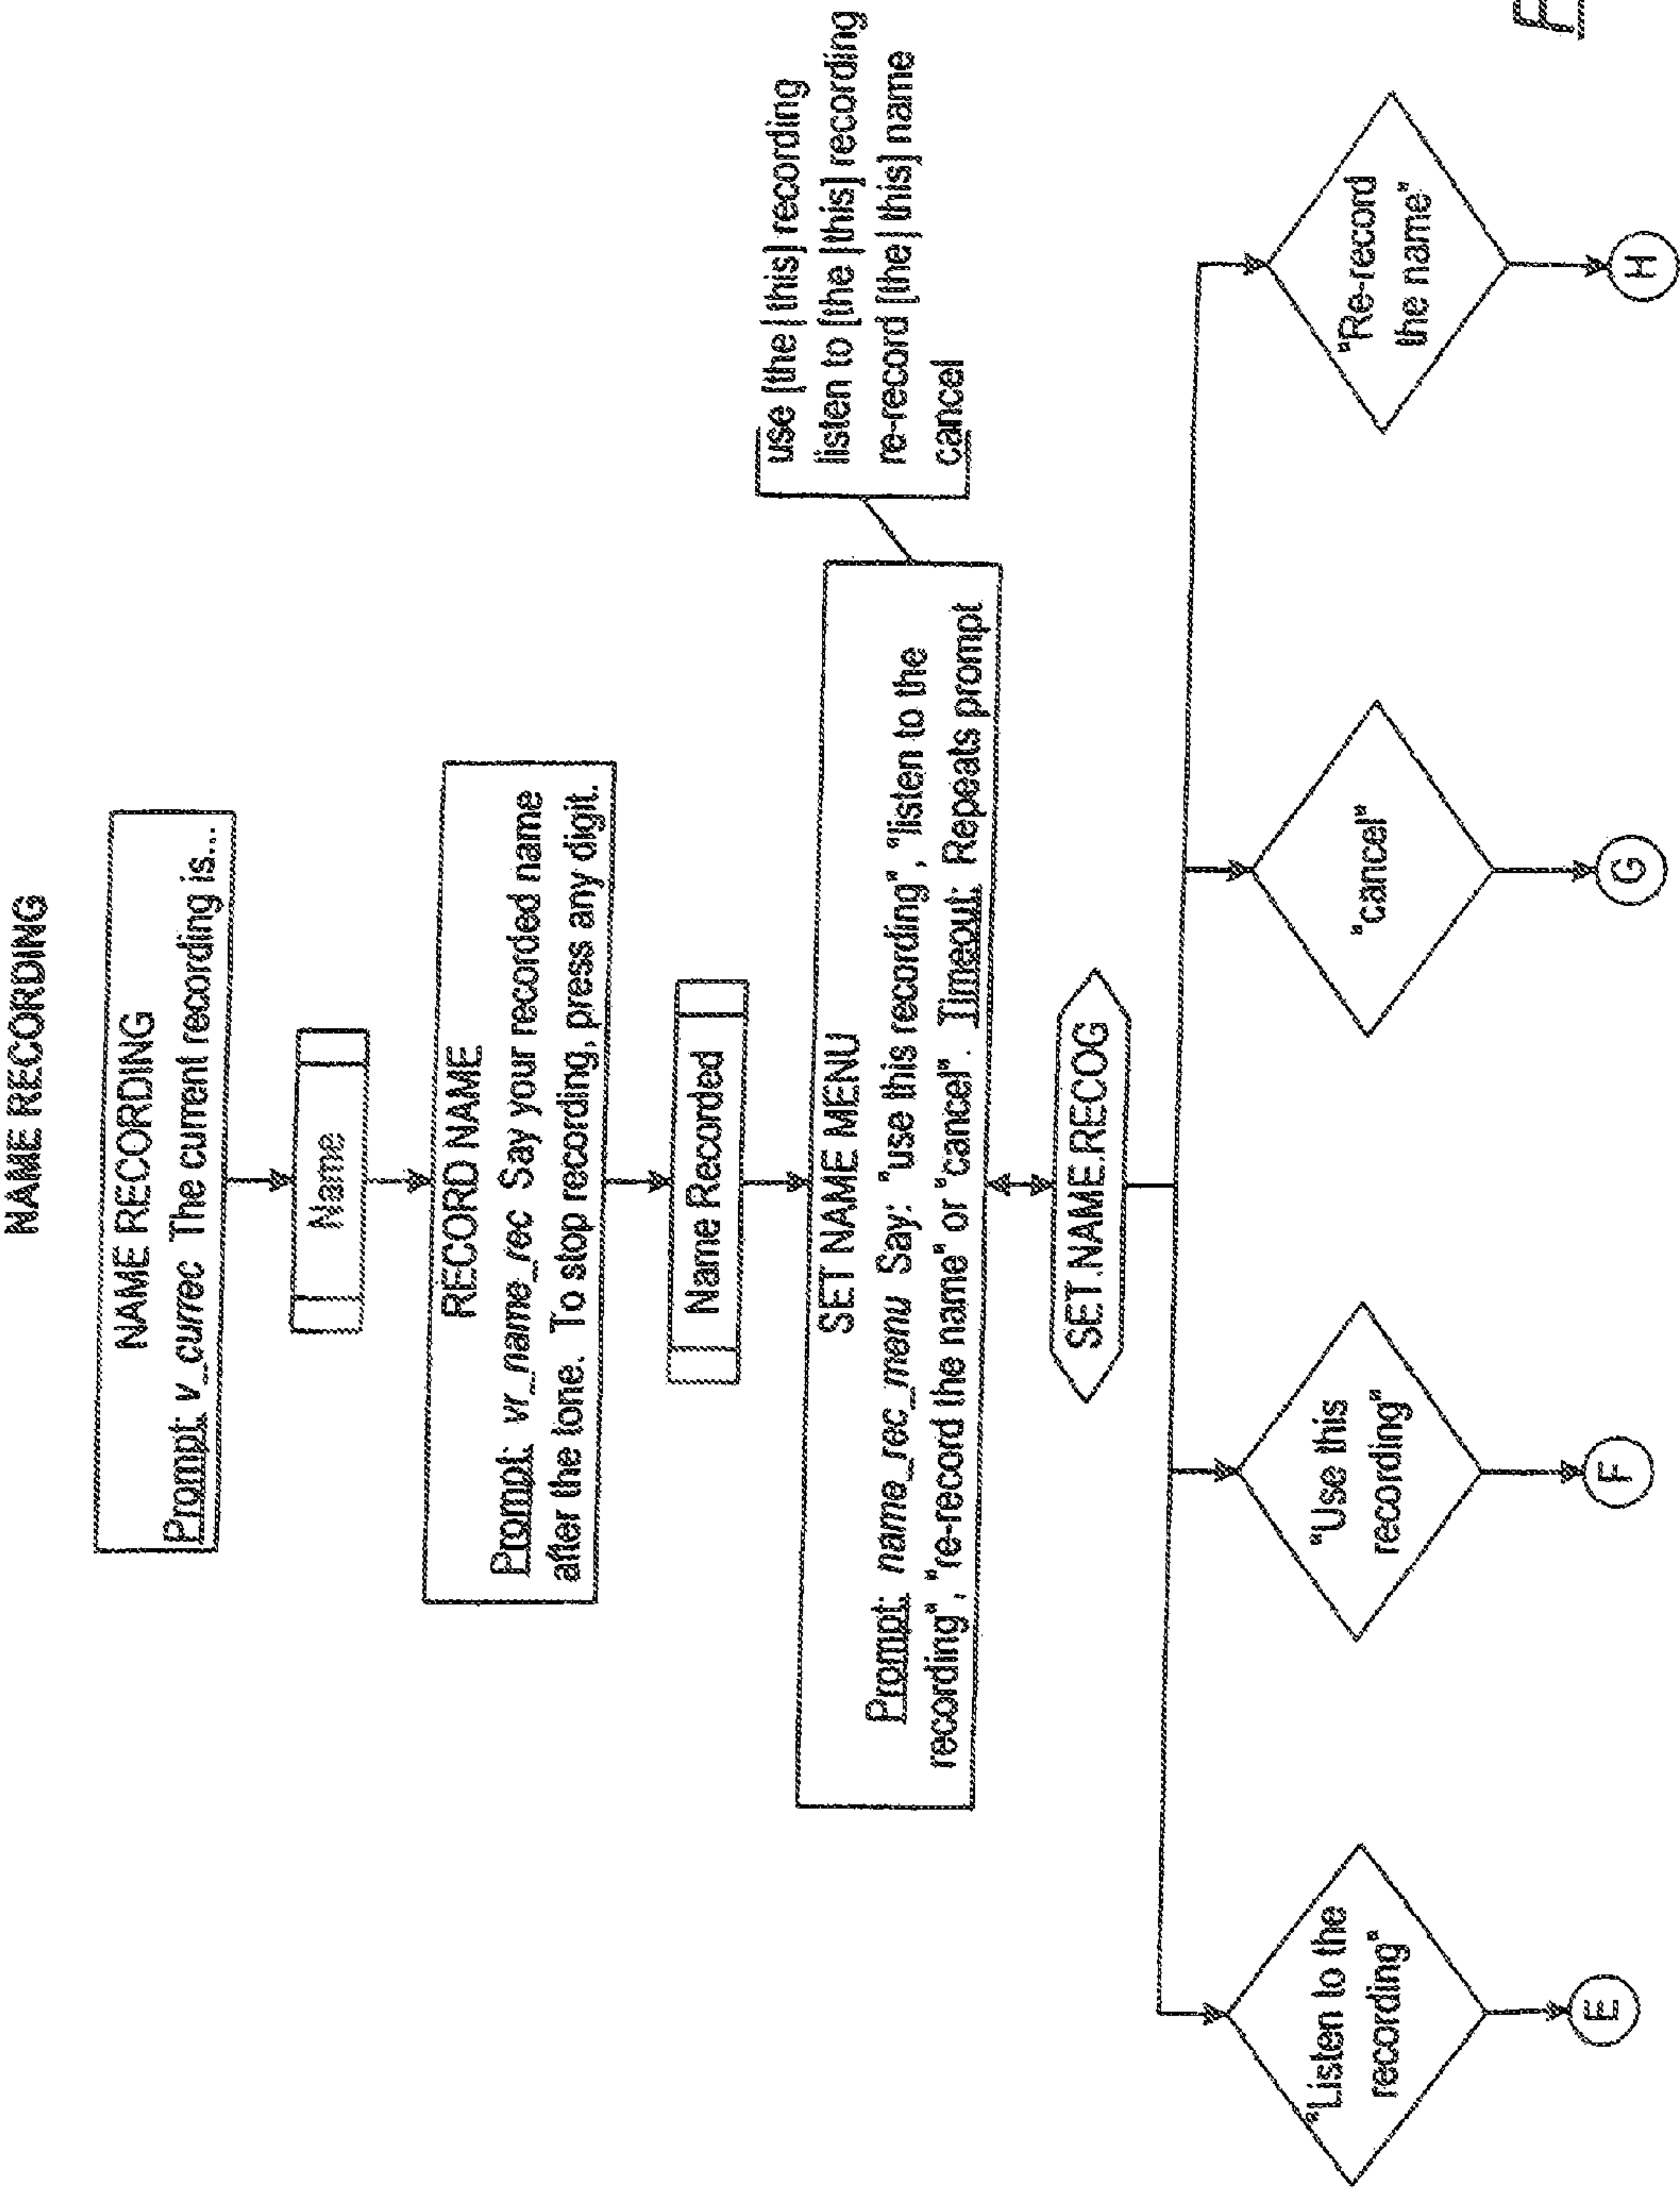 NAME RECORDING
NAME RECORDING
Prompt: v_currec The current recording is...
Name
RECORD NAME
Prompt: vr_name_rec Say your recorded name
after the tone. To stop recording, press any digit.
Name Recorded
SET NAME MENU
Prompt: name_rec_menu Say: "use this recording", "listen to the
recording", "re-record the name" or "cancel". Timeout: Repeats prompt
use [the| this] recording
listen to [the |this] recording
re-record [the| this] name
cancel
SET.NAME.RECOG
"Listen to the
recording"
"Use this
recording"
"cancel"
"Re-record
the name"
E
F
G
H